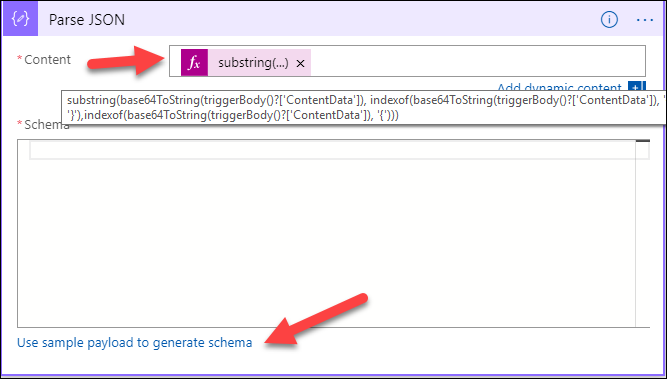 Parse JSON
*Content
fx substring(...) ×
Add dynamic content
substring(base64ToString(triggerBody()?['ContentData']), indexof(base64ToString(triggerBody()?['ContentData']), '
'}'),indexof(base64ToString(triggerBody()?['ContentData']), '{')))
*Schema
Use sample payload to generate schema